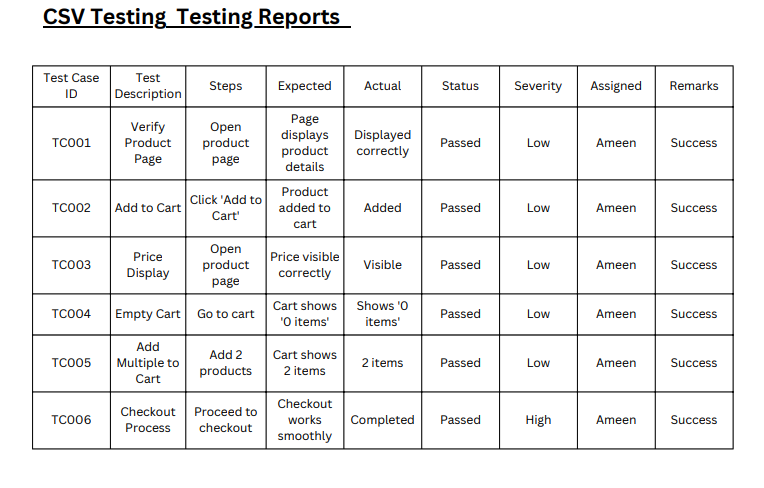 CSV Testing Testing Reports
Test Case ID | Test Description | Steps | Expected | Actual | Status | Severity | Assigned | Remarks
TC001 | Verify Product Page | Open product page | Page displays product details | Displayed correctly | Passed | Low | Ameen | Success
TC002 | Add to Cart | Click 'Add to Cart' | Product added to cart | Added | Passed | Low | Ameen | Success
TC003 | Price Display | Open product page | Price visible correctly | Visible | Passed | Low | Ameen | Success
TC004 | Empty Cart | Go to cart | Cart shows '0 items' | Shows '0 items' | Passed | Low | Ameen | Success
TC005 | Add Multiple to Cart | Add 2 products | Cart shows 2 items | 2 items | Passed | Low | Ameen | Success
TC006 | Checkout Process | Proceed to checkout | Checkout works smoothly | Completed | Passed | High | Ameen | Success